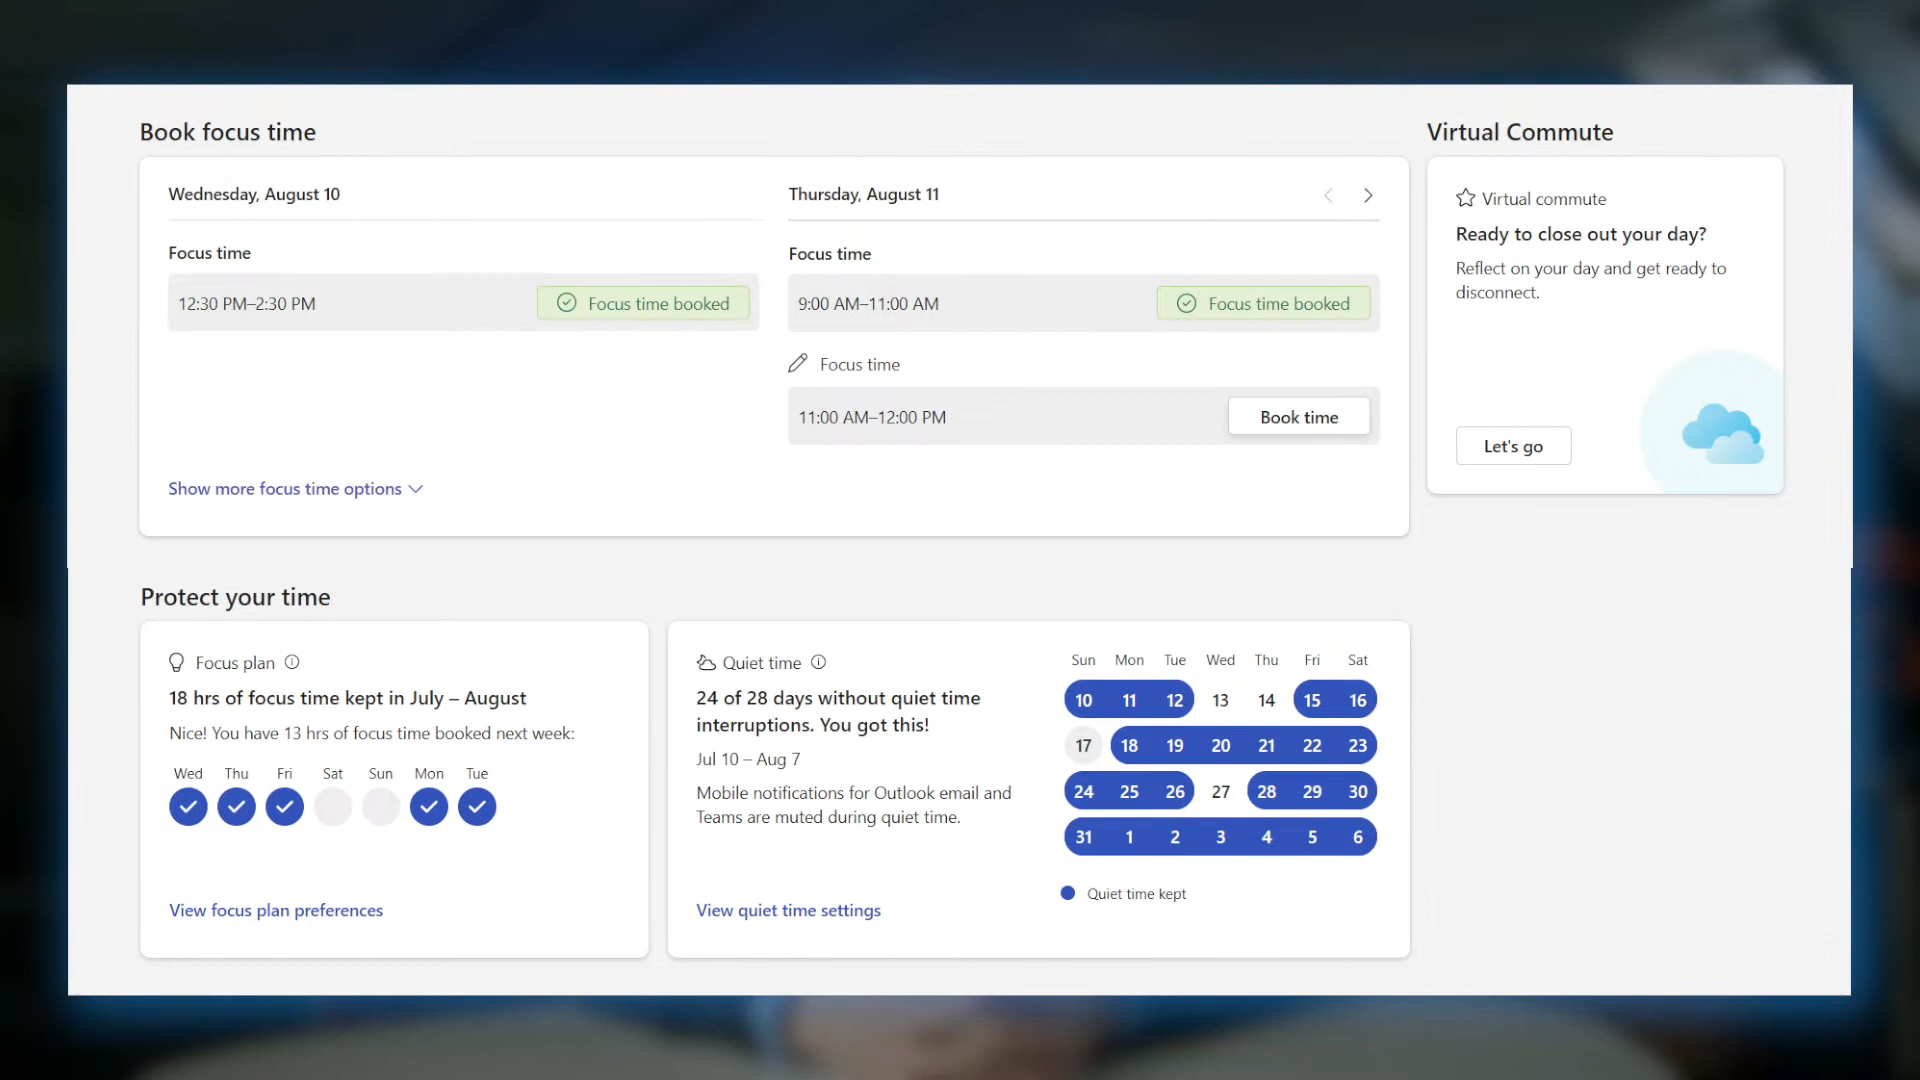 Book focus time
Wednesday, August 10
Focus time
12:30 PM–2:30 PM
Focus time booked
Thursday, August 11
Focus time
9:00 AM–11:00 AM
Focus time booked
Focus time
11:00 AM–12:00 PM
Book time
Show more focus time options
Virtual Commute
Virtual commute
Ready to close out your day?
Reflect on your day and get ready to
disconnect.
Let's go
Protect your time
Focus plan
18 hrs of focus time kept in July – August
Nice! You have 13 hrs of focus time booked next week:
Wed Thu Fri Sat Sun Mon Tue
View focus plan preferences
Quiet time
24 of 28 days without quiet time
interruptions. You got this!
Jul 10 – Aug 7
Mobile notifications for Outlook email and
Teams are muted during quiet time.
View quiet time settings
Sun Mon Tue Wed Thu Fri Sat
10 11 12 13 14 15 16
17 18 19 20 21 22 23
24 25 26 27 28 29 30
31 1 2 3 4 5 6
Quiet time kept